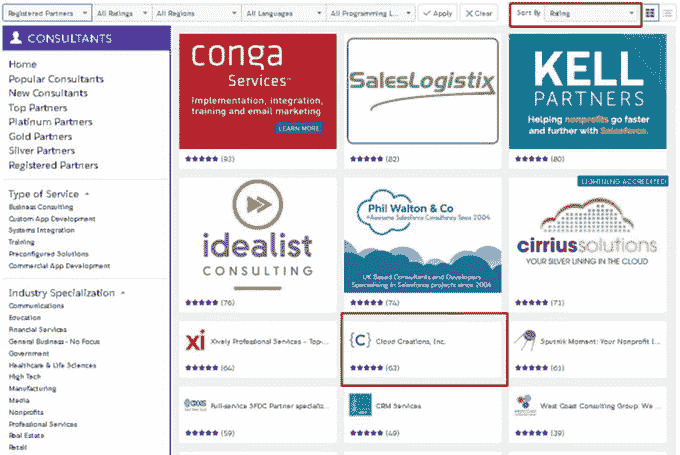 Registered Partners
All Ratings
All Regions
All Languages
All Programming L...
Apply
Clear
Sort By
Rating
CONSULTANTS
Home
Popular Consultants
New Consultants
Top Partners
Platinum Partners
Gold Partners
Silver Partners
Registered Partners
Type of Service
Business Consulting
Custom App Development
Systems Integration
Training
Preconfigured Solutions
Commercial App Development
Industry Specialization
Communications
Education
Financial Services
General Business - No Focus
Government
Healthcare & Life Sciences
High Tech
Manufacturing
Media
Nonprofits
Professional Services
Real Estate
Retail
conga
Services
Implementation, integration,
training and email marketing
LEARN MORE
(93)
SalesLogistix
(82)
KELL
PARTNERS
Helping nonprofits go faster
and further with Salesforce.
(80)
idealist
CONSULTING
(76)
Phil Walton & Co
Awesome Salesforce Consultancy Since 2004
UK Based Consultants and Developers
Specialising in Salesforce projects since 2004
(74)
LIGHTNING ACCREDITED
cirriussolutions
YOUR SILVER LINING IN THE CLOUD
(71)
xi
Xively Professional Services - Top-...
(64)
{C}
Cloud Creations, Inc.
(63)
Sputnik Moment: Your Nonprofit I...
(61)
Full-service SFDC Partner specializ...
(59)
CRM Services
(49)
West Coast Consulting Group: We ...
(39)